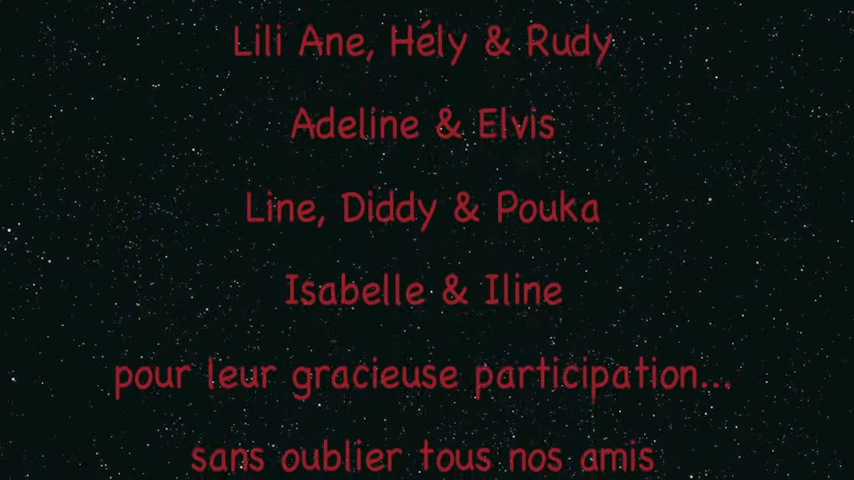 Lili Ane, Hély & Rudy
Adeline & Elvis
Line, Diddy & Pouka
Isabelle & Iline
pour leur gracieuse participation...
sans oublier tous nos amis